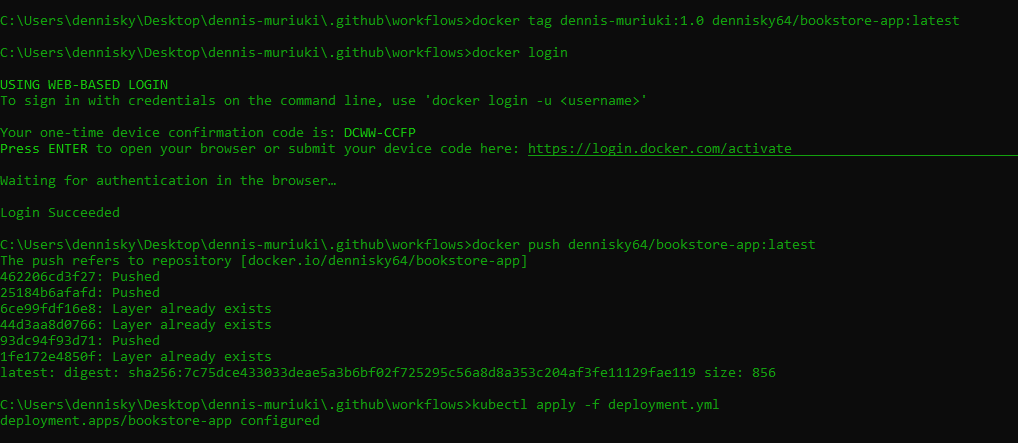 C:\Users\dennisky\Desktop\dennis-muriuki\.github\workflows>docker tag dennis-muriuki:1.0 dennisky64/bookstore-app:latest
C:\Users\dennisky\Desktop\dennis-muriuki\.github\workflows>docker login
USING WEB-BASED LOGIN
To sign in with credentials on the command line, use 'docker login -u <username>'
Your one-time device confirmation code is: DCWW-CCFP
Press ENTER to open your browser or submit your device code here: https://login.docker.com/activate
Waiting for authentication in the browser…
Login Succeeded
C:\Users\dennisky\Desktop\dennis-muriuki\.github\workflows>docker push dennisky64/bookstore-app:latest
The push refers to repository [docker.io/dennisky64/bookstore-app]
462206cd3f27: Pushed
25184b6afafd: Pushed
6ce99fdf16e8: Layer already exists
44d3aa8d0766: Layer already exists
93dc94f93d71: Pushed
1fe172e4850f: Layer already exists
latest: digest: sha256:7c75dce433033deae5a3b6bf02f725295c56a8d8a353c204af3fe11129fae119 size: 856
C:\Users\dennisky\Desktop\dennis-muriuki\.github\workflows>kubectl apply -f deployment.yml
deployment.apps/bookstore-app configured